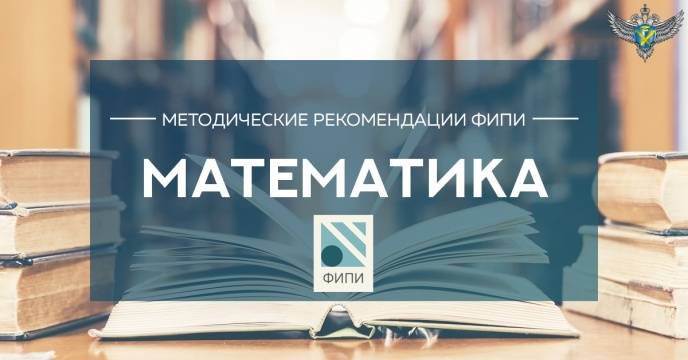 МЕТОДИЧЕСКИЕ РЕКОМЕНДАЦИИ ФИПИ
МАТЕМАТИКА
ФИПИ